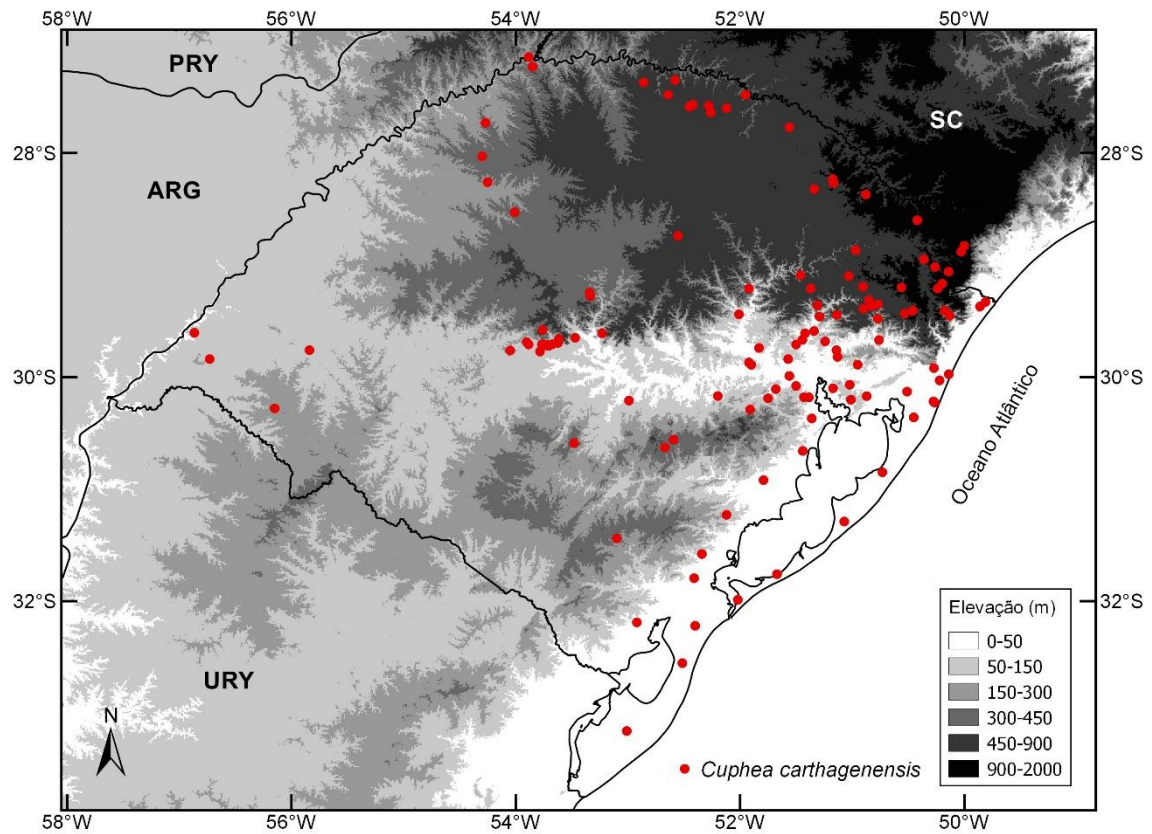 58°W
56°W
54°W
52°W
50°W
PRY
SC
28°S
28°S
ARG
30°S
30°S
Oceano Atlântico
32°S
32°S
URY
N
Cuphea carthagenensis
Elevação (m)
0-50
50-150
150-300
300-450
450-900
900-2000
58°W
56°W
54°W
52°W
50°W